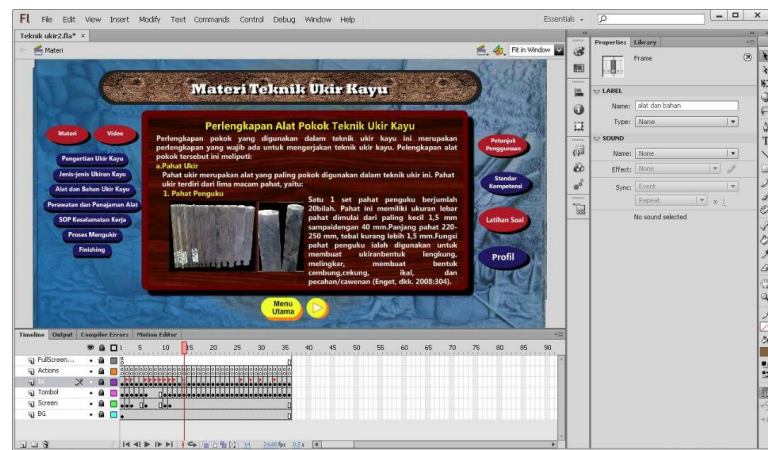 Fl File Edit View Insert Modify Text Commands Control Debug Window Help Essentials
Teknik ukir2.fla* ×
Materi Fit in Window
Materi Teknik Ukir Kayu
Materi Video
Pengertian Ukir Kayu
Jenis-jenis Ukiran Kayu
Alat dan Bahan Ukir Kayu
Perawatan dan Penajaman Alat
SOP Keselamatan Kerja
Proses Mengukir
Finishing
Perlengkapan Alat Pokok Teknik Ukir Kayu
Perlengkapan pokok yang digunakan dalam teknik ukir kayu ini merupakan
perlengkapan yang wajib ada untuk mengerjakan teknik ukir kayu. Pelengkapan alat
pokok tersebut ini meliputi:
a.Pahat Ukir
Pahat ukir merupakan alat yang paling pokok digunakan dalam teknik ukir ini. Pahat
ukir terdiri dari lima macam pahat, yaitu:
1. Pahat Penguku
Satu 1 set pahat penguku berjumlah
20bilah. Pahat ini memiliki ukuran lebar
pahat dimulai dari paling kecil 1,5 mm
sampaidengan 40 mm.Panjang pahat 220-
250 mm, tebal kurang lebih 1,5 mm.Fungsi
pahat penguku ialah digunakan untuk
membuat ukiranbentuk lengkung,
melingkar, membuat bentuk
cembung,cekung, ikal, dan
pecahan/cawenan (Enget, dkk. 2008:304).
Petunjuk
Penggunaan
Standar
Kompetensi
Latihan Soal
Profil
Menu
Utama
Properties Library
Frame
LABEL
Name: alat dan bahan
Type: Name
SOUND
Name: None
Effect: None
Sync: Event
Repeat x 1
No sound selected
Timeline Output Compiler Errors Motion Editor
1 5 10 15 20 25 30 35 40 45 50 55 60 65 70 75 80 85 90
FullScreen...
Actions
Tombol
Screen
BG
14 24.00 fps 0.5 s